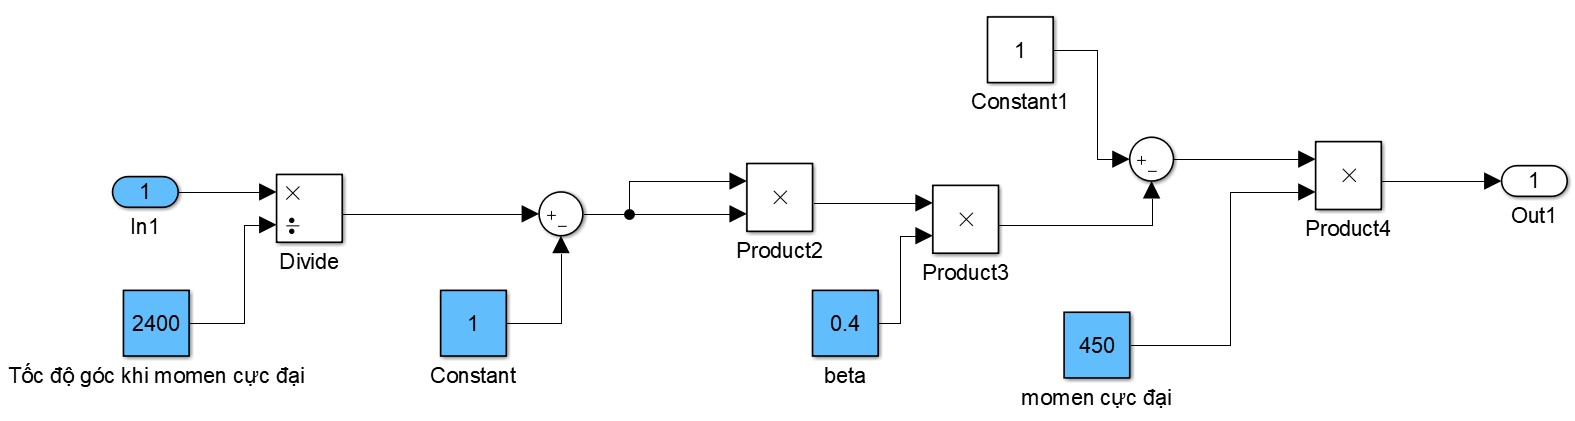 1
Constant1
1
In1
×
÷
Divide
2400
Tốc độ góc khi momen cực đại
+
−
1
Constant
×
Product2
×
Product3
0.4
beta
+
−
×
Product4
450
momen cực đại
1
Out1